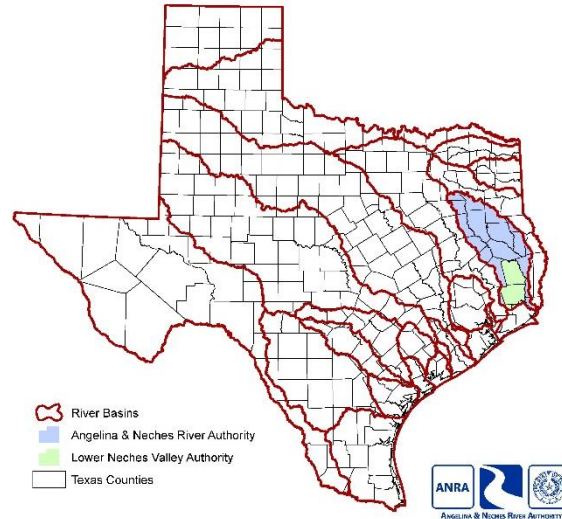 River Basins
Angelina & Neches River Authority
Lower Neches Valley Authority
Texas Counties
ANRA
ANGELINA & NECHES RIVER AUTHORITY